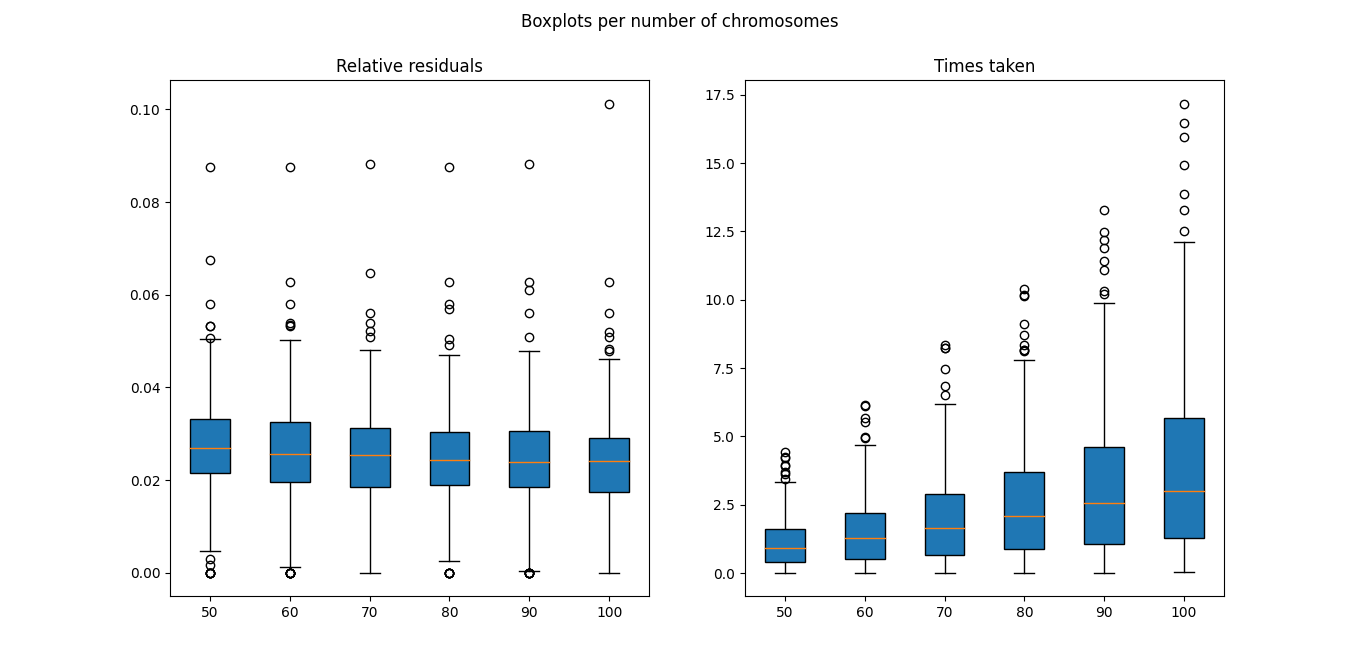 Boxplots per number of chromosomes
Relative residuals
0.10
0.08
0.06
0.04
0.02
0.00
50 60 70 80 90 100
Times taken
17.5
15.0
12.5
10.0
7.5
5.0
2.5
0.0
50 60 70 80 90 100